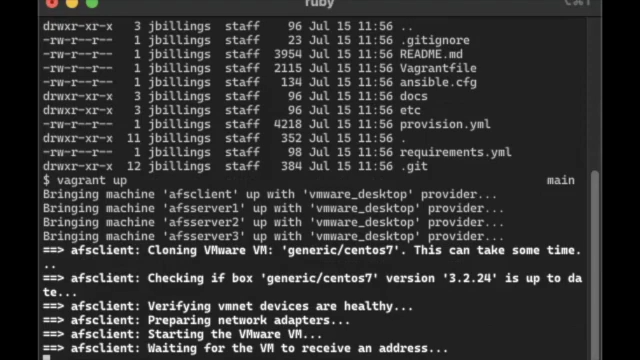 ruby
drwxr-xr-x 3 jbillings staff 96 Jul 15 11:56 ..
-rw-r--r-- 1 jbillings staff 23 Jul 15 11:56 .gitignore
-rw-r--r-- 1 jbillings staff 3954 Jul 15 11:56 README.md
-rw-r--r-- 1 jbillings staff 2115 Jul 15 11:56 Vagrantfile
-rw-r--r-- 1 jbillings staff 134 Jul 15 11:56 ansible.cfg
drwxr-xr-x 3 jbillings staff 96 Jul 15 11:56 docs
drwxr-xr-x 3 jbillings staff 96 Jul 15 11:56 etc
-rw-r--r-- 1 jbillings staff 4218 Jul 15 11:56 provision.yml
drwxr-xr-x 11 jbillings staff 352 Jul 15 11:56 .
-rw-r--r-- 1 jbillings staff 98 Jul 15 11:56 requirements.yml
drwxr-xr-x 12 jbillings staff 384 Jul 15 11:56 .git
$ vagrant up main
Bringing machine 'afsclient' up with 'vmware_desktop' provider...
Bringing machine 'afsserver1' up with 'vmware_desktop' provider...
Bringing machine 'afsserver2' up with 'vmware_desktop' provider...
Bringing machine 'afsserver3' up with 'vmware_desktop' provider...
==> afsclient: Cloning VMware VM: 'generic/centos7'. This can take some time.
..
==> afsclient: Checking if box 'generic/centos7' version '3.2.24' is up to da
te...
==> afsclient: Verifying vmnet devices are healthy...
==> afsclient: Preparing network adapters...
==> afsclient: Starting the VMware VM...
==> afsclient: Waiting for the VM to receive an address...